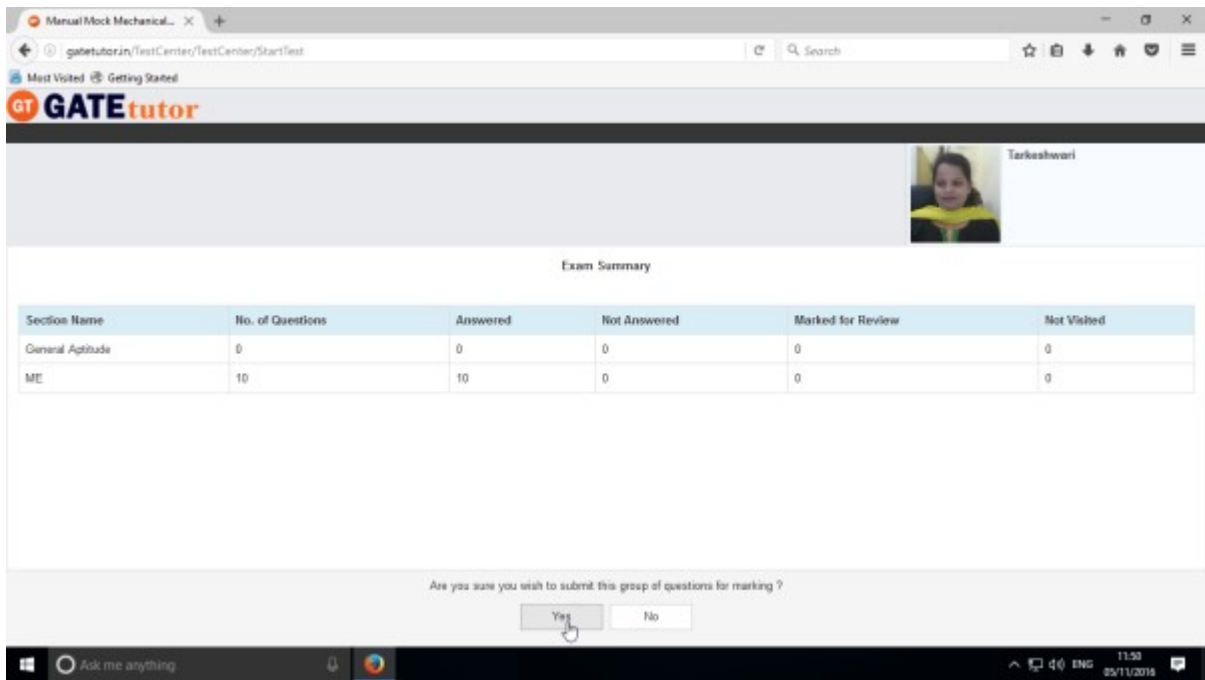 Manual Mock Mechanical...
gatetutor.in/TestCenter/TestCenter/StartTest
Search
Most Visited Getting Started
GT GATEtutor
Tarkeshwari
Exam Summary
Section Name No. of Questions Answered Not Answered Marked for Review Not Visited
General Aptitude 0 0 0 0 0
ME 10 10 0 0 0
Are you sure you wish to submit this group of questions for marking ?
Yes No
Ask me anything ENG 11:50
05/11/2016